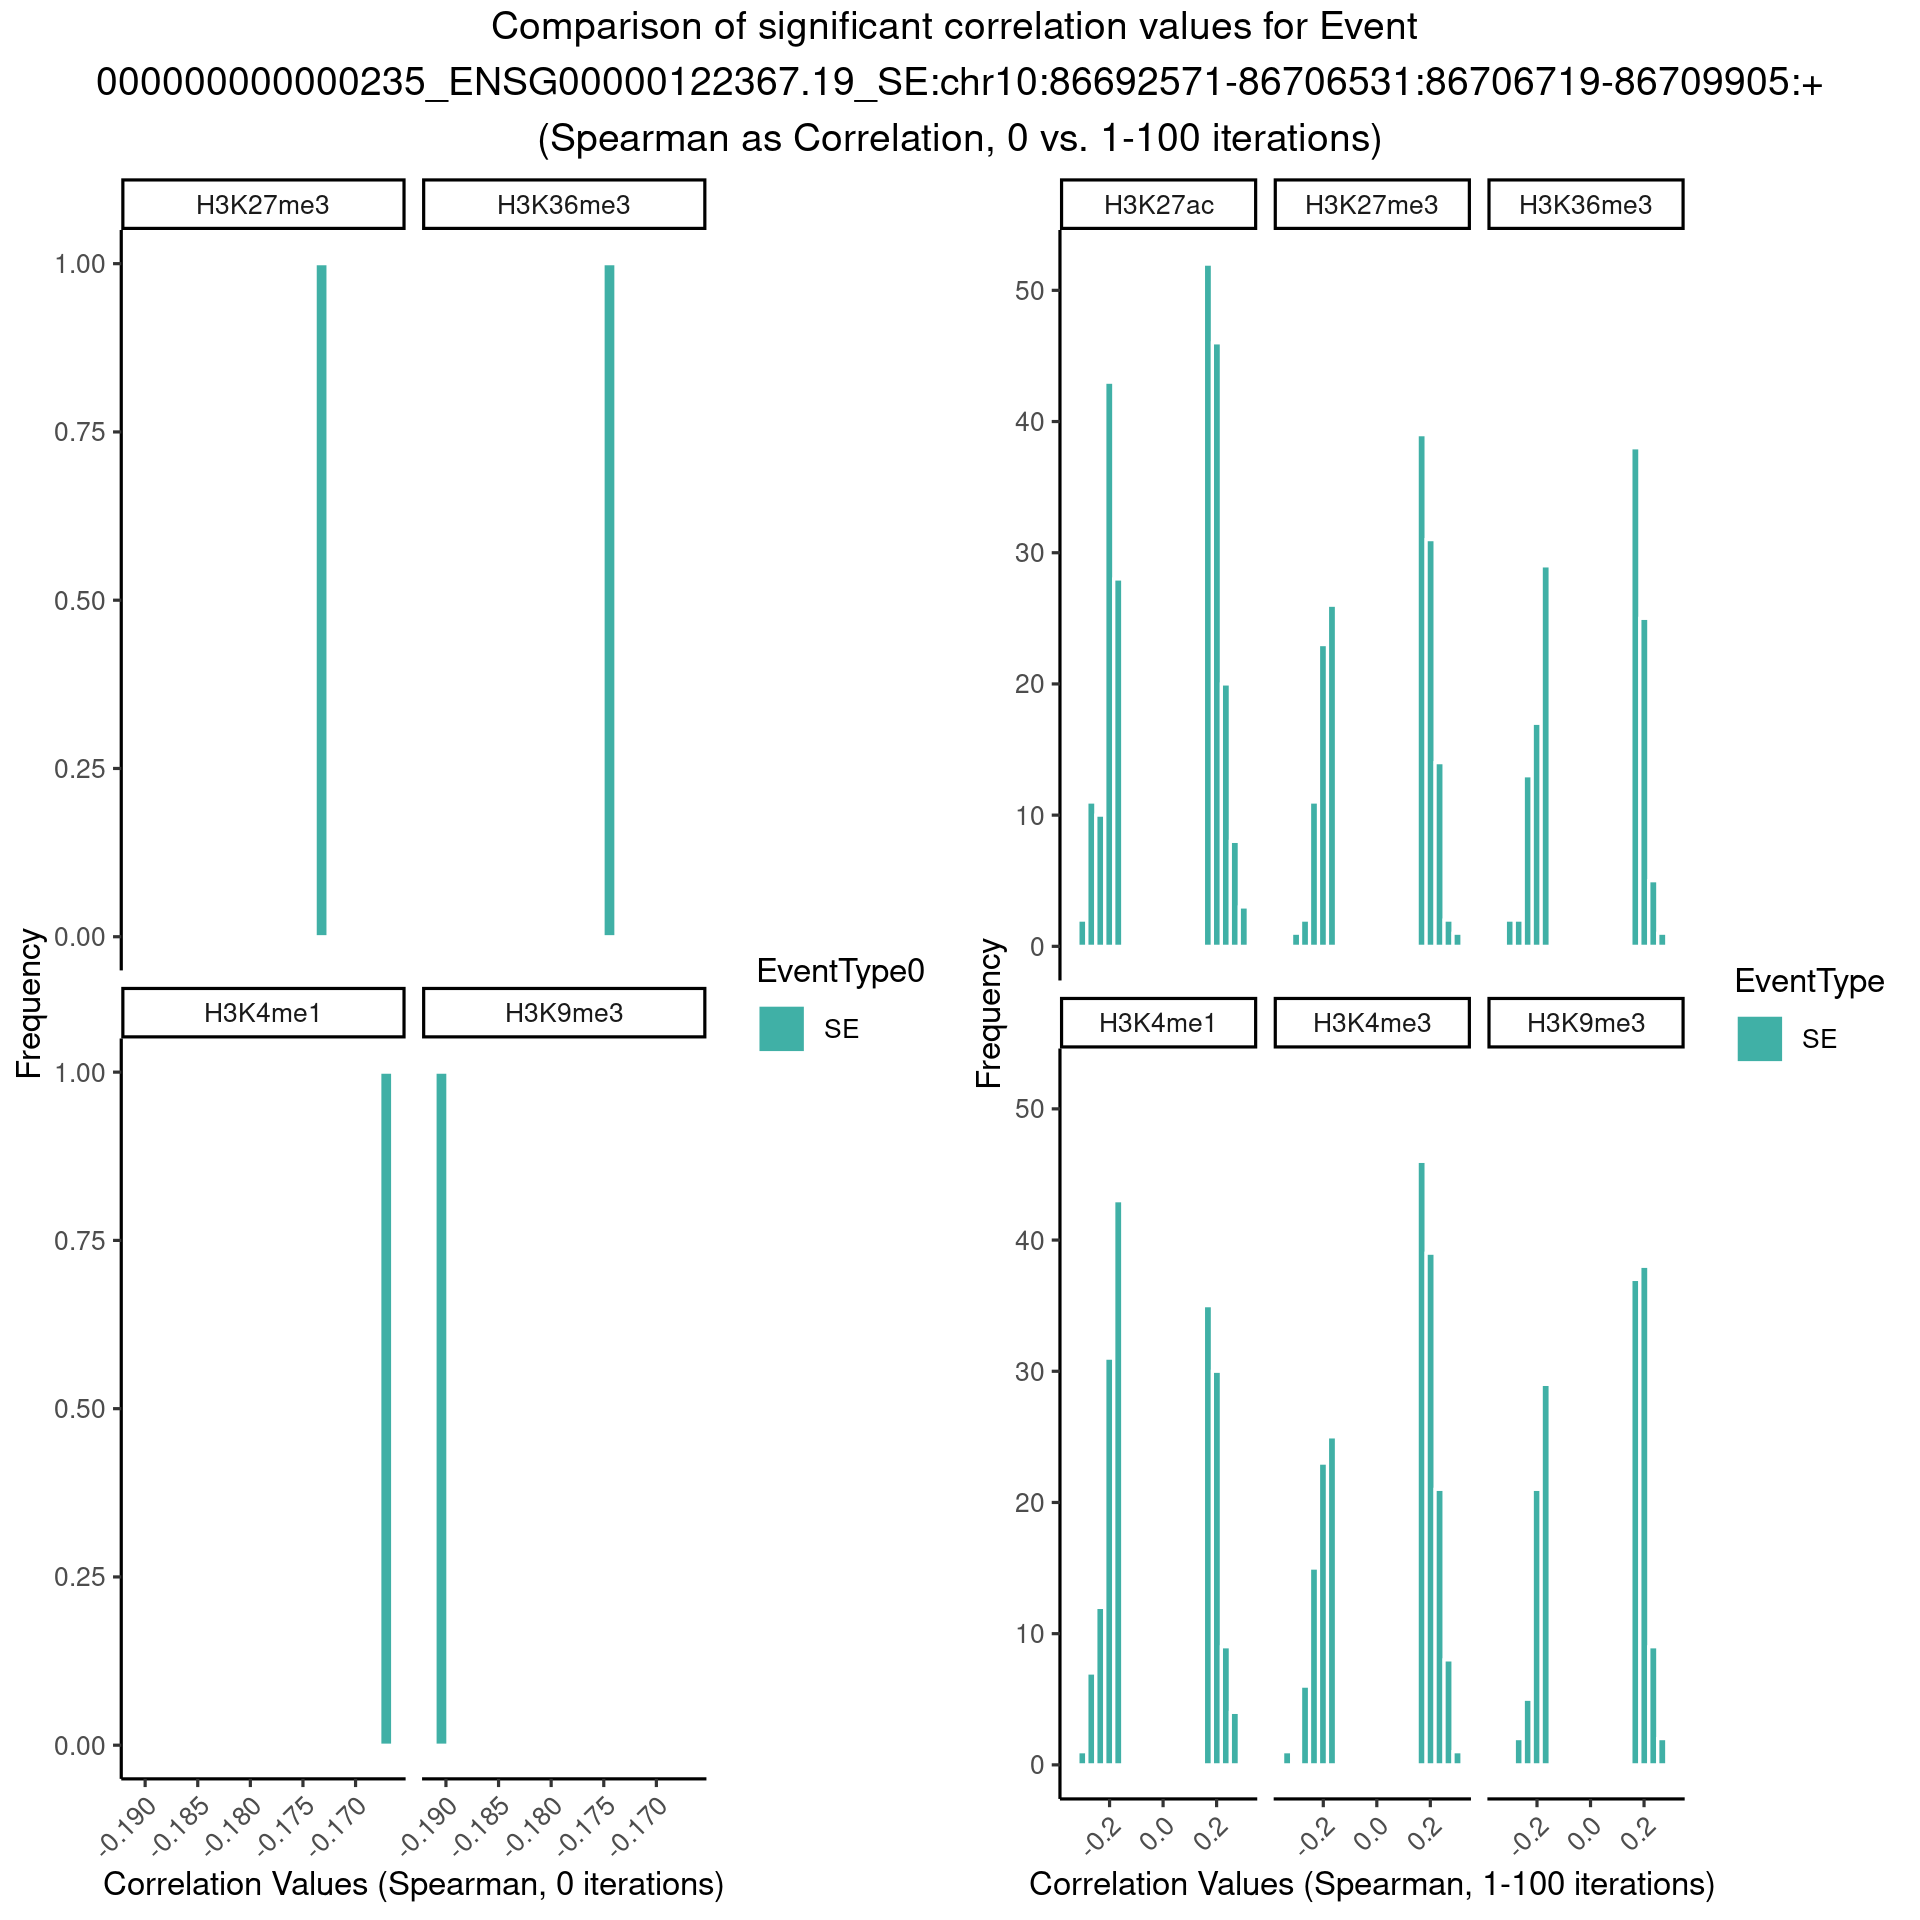 Comparison of significant correlation values for Event
000000000000235_ENSG00000122367.19_SE:chr10:86692571-86706531:86706719-86709905:+
(Spearman as Correlation, 0 vs. 1-100 iterations)
H3K27me3
H3K36me3
1.00
0.75
0.50
0.25
0.00
H3K4me1
H3K9me3
1.00
0.75
0.50
0.25
0.00
Frequency
-0.190
-0.185
-0.180
-0.175
-0.170
-0.190
-0.185
-0.180
-0.175
-0.170
Correlation Values (Spearman, 0 iterations)
EventType0
SE
H3K27ac
H3K27me3
H3K36me3
50
40
30
20
10
0
H3K4me1
H3K4me3
H3K9me3
50
40
30
20
10
0
Frequency
-0.2
0.0
0.2
-0.2
0.0
0.2
-0.2
0.0
0.2
Correlation Values (Spearman, 1-100 iterations)
EventType
SE